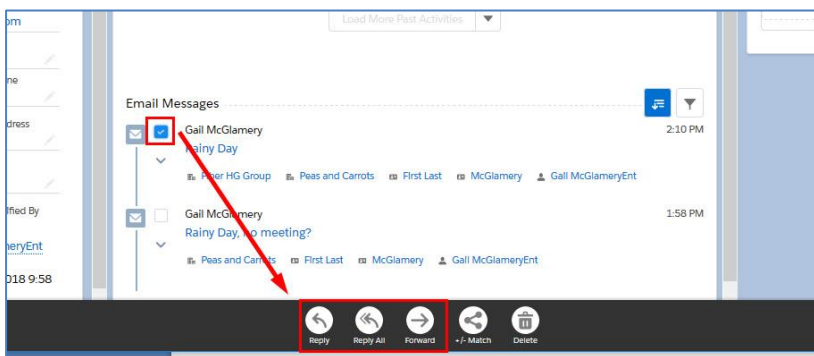 om
Load More Past Activities
ne
dress
Email Messages
Gail McGlamery
2:10 PM
Rainy Day
Piper HG Group Peas and Carrots First Last McGlamery Gail McGlameryEnt
ified By
Gail McGlamery
1:58 PM
Rainy Day, no meeting?
neryEnt
Peas and Carrots First Last McGlamery Gail McGlameryEnt
018 9:58
Reply Reply All Forward +/- Match Delete